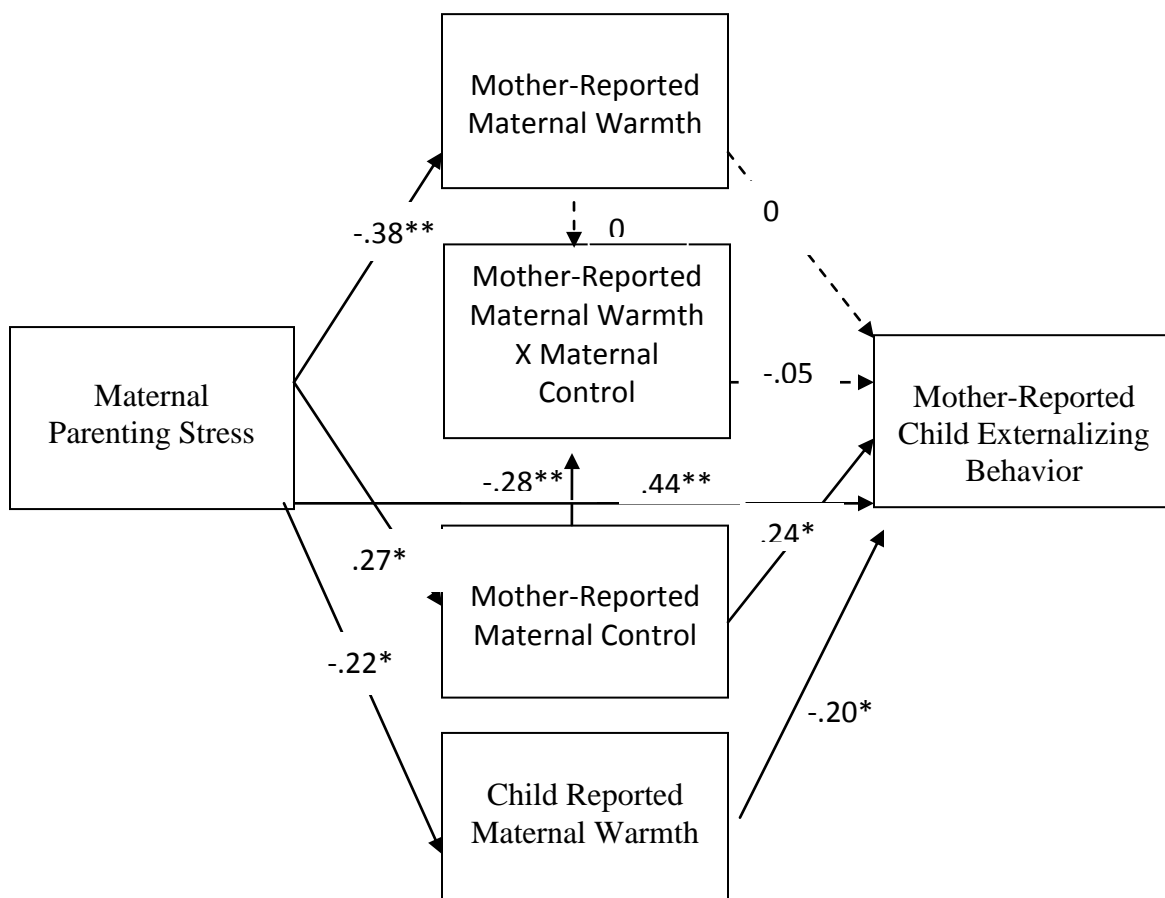 Mother-Reported
Maternal Warmth
-.38**
0
0
Mother-Reported
Maternal Warmth
X Maternal
Control
-.05
Maternal
Parenting Stress
Mother-Reported
Child Externalizing
Behavior
-.28**
.44**
.27*
.24*
Mother-Reported
Maternal Control
-.22*
-.20*
Child Reported
Maternal Warmth